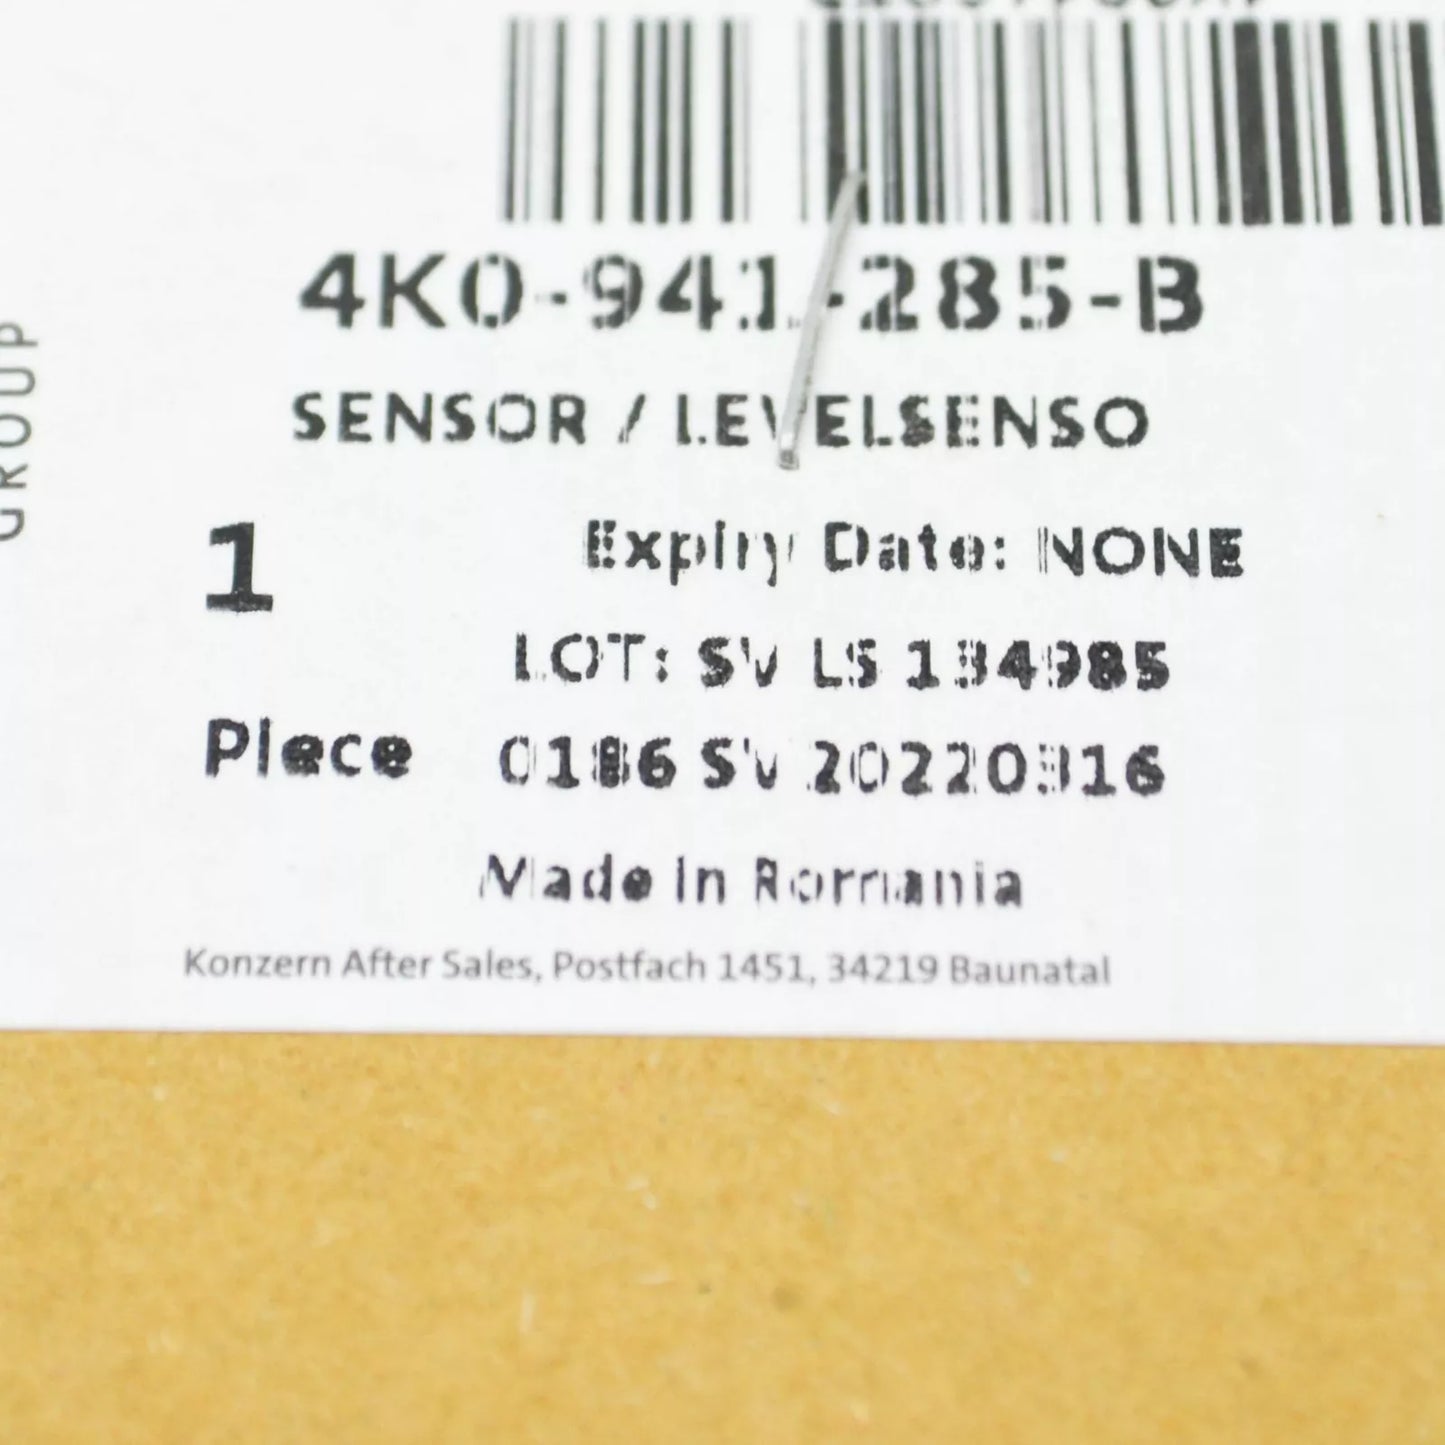 GROUP
4K0-941-285-B
SENSOR / LEVELSENSO
1
Expiry Date: NONE
LOT: SV LS 134985
Piece
0186 SV 20220316
Made in Romania
Konzern After Sales, Postfach 1451, 34219 Baunatal